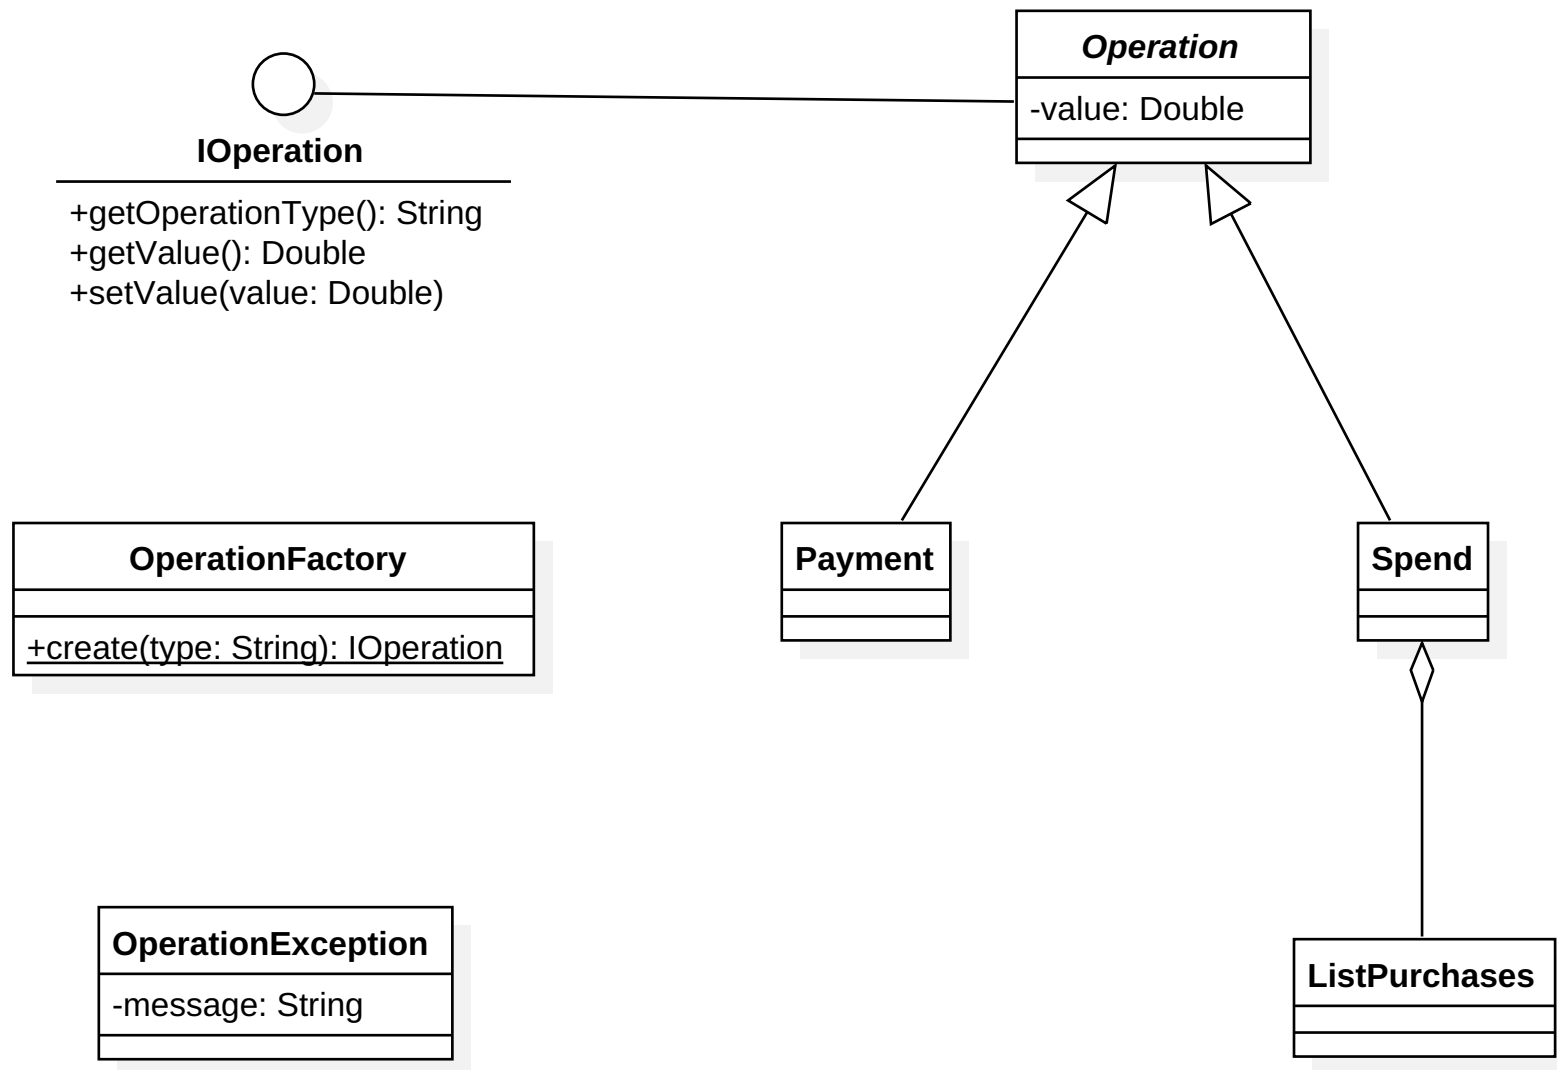 Operation
-value: Double
IOperation
+getOperationType(): String
+getValue(): Double
+setValue(value: Double)
OperationFactory
+create(type: String): IOperation
Payment
Spend
OperationException
-message: String
ListPurchases